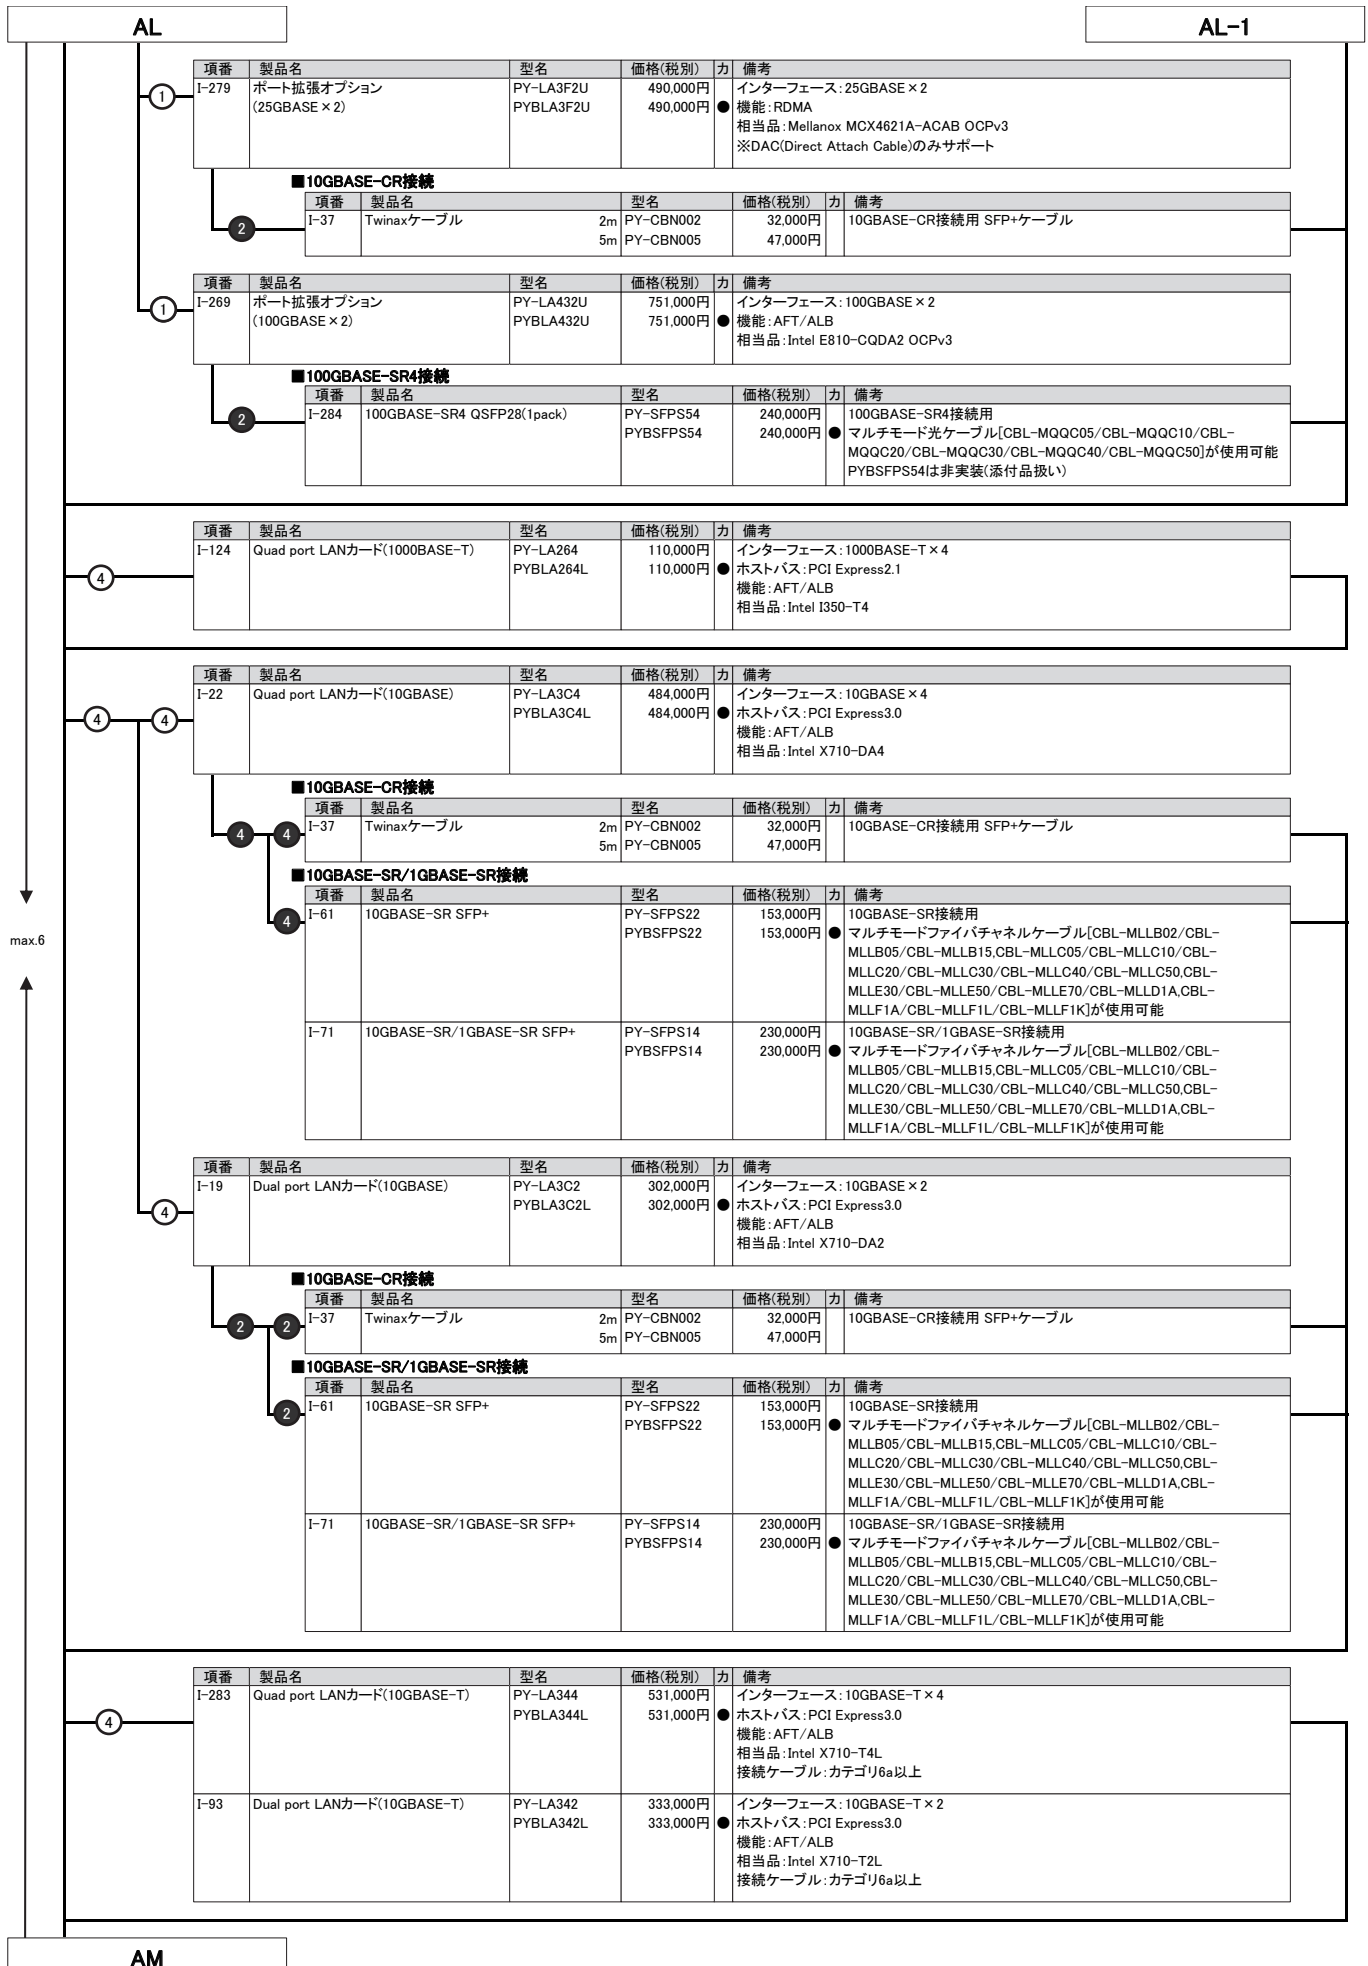 AL
AL-1
項番 製品名 型名 価格(税別) カ 備考
① I-279 ポート拡張オプション PY-LA3F2U 490,000円 インターフェース:25GBASE×2
(25GBASE×2) PYBLA3F2U 490,000円 ● 機能:RDMA
相当品:Mellanox MCX4621A-ACAB OCPv3
※DAC(Direct Attach Cable)のみサポート
■10GBASE-CR接続
項番 製品名 型名 価格(税別) カ 備考
2 I-37 Twinaxケーブル 2m PY-CBN002 32,000円 10GBASE-CR接続用 SFP+ケーブル
5m PY-CBN005 47,000円
項番 製品名 型名 価格(税別) カ 備考
① I-269 ポート拡張オプション PY-LA432U 751,000円 インターフェース:100GBASE×2
(100GBASE×2) PYBLA432U 751,000円 ● 機能:AFT/ALB
相当品:Intel E810-CQDA2 OCPv3
■100GBASE-SR4接続
項番 製品名 型名 価格(税別) カ 備考
2 I-284 100GBASE-SR4 QSFP28(1pack) PY-SFPS54 240,000円 100GBASE-SR4接続用
PYBSFPS54 240,000円 ● マルチモード光ケーブル[CBL-MQQC05/CBL-MQQC10/CBL-
MQQC20/CBL-MQQC30/CBL-MQQC40/CBL-MQQC50]が使用可能
PYBSFPS54は非実装(添付品扱い)
項番 製品名 型名 価格(税別) カ 備考
④ I-124 Quad port LANカード(1000BASE-T) PY-LA264 110,000円 インターフェース:1000BASE-T×4
PYBLA264L 110,000円 ● ホストバス:PCI Express2.1
機能:AFT/ALB
相当品:Intel I350-T4
項番 製品名 型名 価格(税別) カ 備考
④ ④ I-22 Quad port LANカード(10GBASE) PY-LA3C4 484,000円 インターフェース:10GBASE×4
PYBLA3C4L 484,000円 ● ホストバス:PCI Express3.0
機能:AFT/ALB
相当品:Intel X710-DA4
■10GBASE-CR接続
項番 製品名 型名 価格(税別) カ 備考
4 4 I-37 Twinaxケーブル 2m PY-CBN002 32,000円 10GBASE-CR接続用 SFP+ケーブル
5m PY-CBN005 47,000円
■10GBASE-SR/1GBASE-SR接続
項番 製品名 型名 価格(税別) カ 備考
4 I-61 10GBASE-SR SFP+ PY-SFPS22 153,000円 10GBASE-SR接続用
PYBSFPS22 153,000円 ● マルチモードファイバチャネルケーブル[CBL-MLLB02/CBL-
MLLB05/CBL-MLLB15,CBL-MLLC05/CBL-MLLC10/CBL-
MLLC20/CBL-MLLC30/CBL-MLLC40/CBL-MLLC50,CBL-
MLLE30/CBL-MLLE50/CBL-MLLE70/CBL-MLLD1A,CBL-
MLLF1A/CBL-MLLF1L/CBL-MLLF1K]が使用可能
max.6
I-71 10GBASE-SR/1GBASE-SR SFP+ PY-SFPS14 230,000円 10GBASE-SR/1GBASE-SR接続用
PYBSFPS14 230,000円 ● マルチモードファイバチャネルケーブル[CBL-MLLB02/CBL-
MLLB05/CBL-MLLB15,CBL-MLLC05/CBL-MLLC10/CBL-
MLLC20/CBL-MLLC30/CBL-MLLC40/CBL-MLLC50,CBL-
MLLE30/CBL-MLLE50/CBL-MLLE70/CBL-MLLD1A,CBL-
MLLF1A/CBL-MLLF1L/CBL-MLLF1K]が使用可能
項番 製品名 型名 価格(税別) カ 備考
④ I-19 Dual port LANカード(10GBASE) PY-LA3C2 302,000円 インターフェース:10GBASE×2
PYBLA3C2L 302,000円 ● ホストバス:PCI Express3.0
機能:AFT/ALB
相当品:Intel X710-DA2
■10GBASE-CR接続
項番 製品名 型名 価格(税別) カ 備考
2 2 I-37 Twinaxケーブル 2m PY-CBN002 32,000円 10GBASE-CR接続用 SFP+ケーブル
5m PY-CBN005 47,000円
■10GBASE-SR/1GBASE-SR接続
項番 製品名 型名 価格(税別) カ 備考
2 I-61 10GBASE-SR SFP+ PY-SFPS22 153,000円 10GBASE-SR接続用
PYBSFPS22 153,000円 ● マルチモードファイバチャネルケーブル[CBL-MLLB02/CBL-
MLLB05/CBL-MLLB15,CBL-MLLC05/CBL-MLLC10/CBL-
MLLC20/CBL-MLLC30/CBL-MLLC40/CBL-MLLC50,CBL-
MLLE30/CBL-MLLE50/CBL-MLLE70/CBL-MLLD1A,CBL-
MLLF1A/CBL-MLLF1L/CBL-MLLF1K]が使用可能
I-71 10GBASE-SR/1GBASE-SR SFP+ PY-SFPS14 230,000円 10GBASE-SR/1GBASE-SR接続用
PYBSFPS14 230,000円 ● マルチモードファイバチャネルケーブル[CBL-MLLB02/CBL-
MLLB05/CBL-MLLB15,CBL-MLLC05/CBL-MLLC10/CBL-
MLLC20/CBL-MLLC30/CBL-MLLC40/CBL-MLLC50,CBL-
MLLE30/CBL-MLLE50/CBL-MLLE70/CBL-MLLD1A,CBL-
MLLF1A/CBL-MLLF1L/CBL-MLLF1K]が使用可能
項番 製品名 型名 価格(税別) カ 備考
④ I-283 Quad port LANカード(10GBASE-T) PY-LA344 531,000円 インターフェース:10GBASE-T×4
PYBLA344L 531,000円 ● ホストバス:PCI Express3.0
機能:AFT/ALB
相当品:Intel X710-T4L
接続ケーブル:カテゴリ6a以上
I-93 Dual port LANカード(10GBASE-T) PY-LA342 333,000円 インターフェース:10GBASE-T×2
PYBLA342L 333,000円 ● ホストバス:PCI Express3.0
機能:AFT/ALB
相当品:Intel X710-T2L
接続ケーブル:カテゴリ6a以上
AM